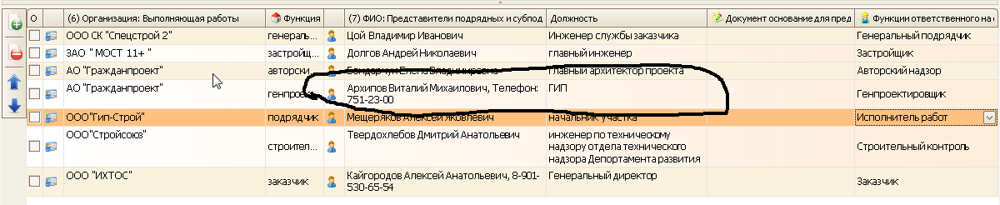 О (6) Организация: Выполняющая работы Функция (7) ФИО: Представители подрядных и субпод Должность Документ основание для пред Функции ответственного на о
ООО СК "Спецстрой 2" генераль... Цой Владимир Иванович Инженер службы заказчика Генеральный подрядчик
ЗАО " МОСТ 11+ " застройщ... Долгов Андрей Николаевич главный инженер Застройщик
АО "Гражданпроект" авторски... Бондарчук Елена Владимировна главный архитектор проекта Авторский надзор
АО "Гражданпроект" генпроек... Архипов Виталий Михаилович, Телефон: ГИП Генпроектировщик
751-23-00
ООО"Гип-Строй" подрядчик Мещеряков Алексей Яковлевич начальник участка Исполнитель работ
ООО"Стройсоюз" строител... Твердохлебов Дмитрий Анатольевич инженер по техническому Строительный контроль
надзору отдела технического
надзора Депортамента развития
ООО "ИХТОС" заказчик Кайгородов Алексей Анатольевич, 8-901- Генеральный директор Заказчик
530-65-54